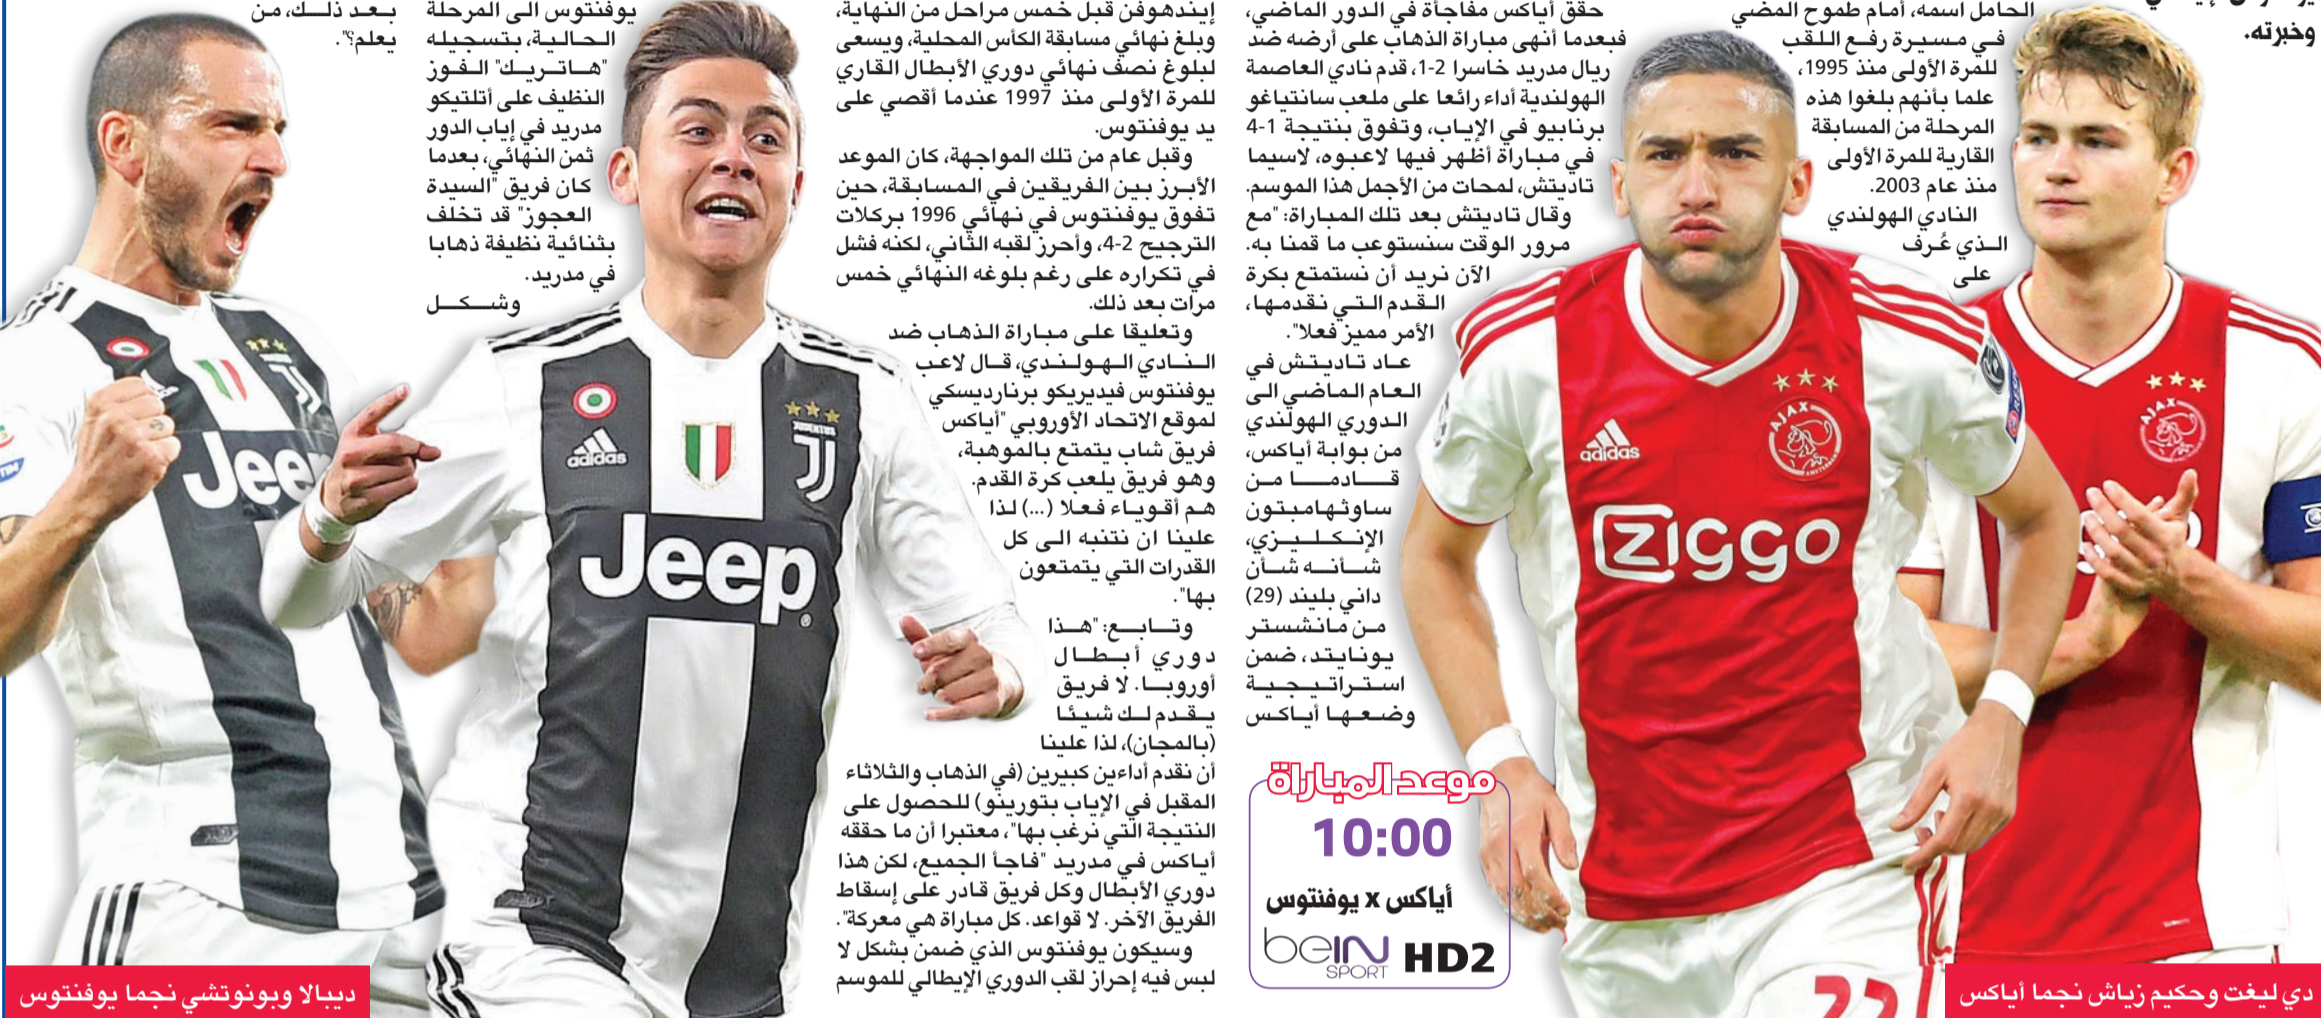 وخبرته.
الحامل اسمه، أمام طموح المضي
في مسيرة رفع اللقب
للمرة الأولى منذ 1995،
علما بأنهم بلغوا هذه
المرحلة من المسابقة
القارية للمرة الأولى
منذ عام 2003.
النادي الهولندي
الذي عُرف
على
حقق أياكس مفاجأة في الدور الماضي،
فبعدما أنهى مباراة الذهاب على أرضه ضد
ريال مدريد خاسرا 2-1، قدم نادي العاصمة
الهولندية أداء رائعا على ملعب سانتياغو
برنابيو في الإياب، وتفوق بنتيجة 1-4
في مباراة أظهر فيها لاعبوه، لاسيما
تاديتش، لمحات من الأجمل هذا الموسم.
وقال تاديتش بعد تلك المباراة: "مع
مرور الوقت سنستوعب ما قمنا به.
الآن نريد أن نستمتع بكرة
القدم التي نقدمها،
الأمر مميز فعلا".
عاد تاديتش في
العام الماضي الى
الدوري الهولندي
من بوابة أياكس،
قادما من
ساوثهامبتون
الإنكليزي،
شأنه شأن
داني بليند (29)
من مانشستر
يونايتد، ضمن
استراتيجية
وضعها أياكس
موعد المباراة
10:00
أياكس x يوفنتوس
beIN SPORT HD2
إيندهوفن قبل خمس مراحل من النهاية،
وبلغ نهائي مسابقة الكأس المحلية، ويسعى
لبلوغ نصف نهائي دوري الأبطال القاري
للمرة الأولى منذ 1997 عندما أقصي على
يد يوفنتوس.
وقبل عام من تلك المواجهة، كان الموعد
الأبرز بين الفريقين في المسابقة، حين
تفوق يوفنتوس في نهائي 1996 بركلات
الترجيح 2-4، وأحرز لقبه الثاني، لكنه فشل
في تكراره على رغم بلوغه النهائي خمس
مرات بعد ذلك.
وتعليقا على مباراة الذهاب ضد
النادي الهولندي، قال لاعب
يوفنتوس فيديريكو برنارديسكي
لموقع الاتحاد الأوروبي "أياكس
فريق شاب يتمتع بالموهبة،
وهو فريق يلعب كرة القدم.
هم أقوياء فعلا (...) لذا
علينا ان نتنبه الى كل
القدرات التي يتمتعون
بها".
وتابع: "هذا
دوري أبطال
أوروبا. لا فريق
يقدم لك شيئا
(بالمجان)، لذا علينا
أن نقدم أداءين كبيرين (في الذهاب والثلاثاء
المقبل في الإياب بتورينو) للحصول على
النتيجة التي نرغب بها"، معتبرا أن ما حققه
أياكس في مدريد "فاجأ الجميع، لكن هذا
دوري الأبطال وكل فريق قادر على إسقاط
الفريق الآخر. لا قواعد. كل مباراة هي معركة".
وسيكون يوفنتوس الذي ضمن بشكل لا
لبس فيه إحراز لقب الدوري الإيطالي للموسم
يوفنتوس الى المرحلة
الحالية، بتسجيله
"هاتريك" الفوز
النظيف على أتلتيكو
مدريد في إياب الدور
ثمن النهائي، بعدما
كان فريق "السيدة
العجوز" قد تخلف
بثنائية نظيفة ذهابا
في مدريد.
وشكل
بعد ذلك، من
يعلم؟".
AJAX
AJAX
adidas
ZIGGO
22
JUVENTUS
adidas
Jeep
Jeep
TIM
دي ليغت وحكيم زياش نجما أياكس
ديبالا وبونوتشي نجما يوفنتوس